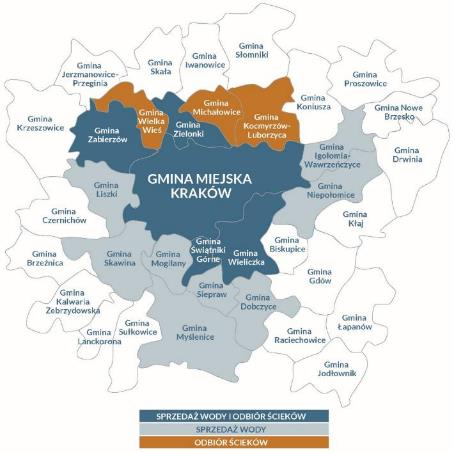 Gmina
Słomniki
Gmina
Iwanowice
Gmina
Skała
Gmina
Jerzmanowice-
Przeginia
Gmina
Proszowice
Gmina
Koniusza
Gmina Nowe
Brzesko
Gmina
Krzeszowice
Gmina
Wielka
Wieś
Gmina
Michałowice
Gmina
Kocmyrzów-
Luborzyca
Gmina
Zabierzów
Gmina
Zielonki
Gmina
Igołomia-
Wawrzeńczyce
Gmina
Drwinia
GMINA MIEJSKA
KRAKÓW
Gmina
Liszki
Gmina
Niepołomice
Gmina
Czernichów
Gmina
Kłaj
Gmina
Brzeźnica
Gmina
Skawina
Gmina
Mogilany
Gmina
Świątniki
Górne
Gmina
Wieliczka
Gmina
Biskupice
Gmina
Gdów
Gmina
Kalwaria
Zebrzydowska
Gmina
Siepraw
Gmina
Dobczyce
Gmina
Lanckorona
Gmina
Sułkowice
Gmina
Myślenice
Gmina
Raciechowice
Gmina
Łapanów
Gmina
Jodłownik
SPRZEDAŻ WODY I ODBIÓR ŚCIEKÓW
SPRZEDAŻ WODY
ODBIÓR ŚCIEKÓW